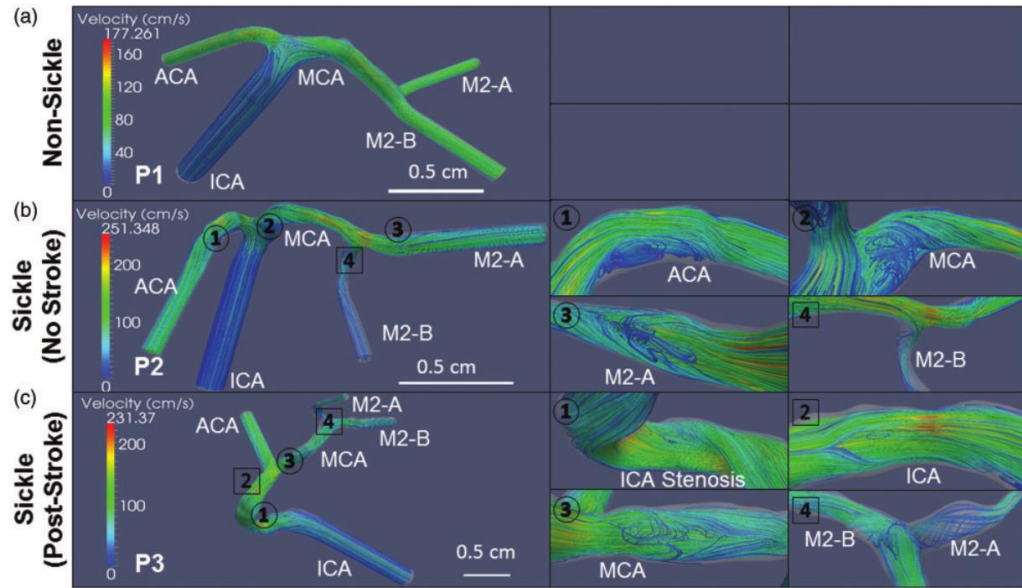 (a)
Non-Sickle
Velocity (cm/s)
177.261
160
120
80
40
0
P1
ACA
MCA
M2-A
M2-B
ICA
0.5 cm
(b)
Sickle
(No Stroke)
Velocity (cm/s)
251.348
200
100
0
P2
1
2
MCA
3
4
M2-A
ACA
M2-B
ICA
0.5 cm
1
ACA
2
MCA
3
M2-A
4
M2-B
(c)
Sickle
(Post-Stroke)
Velocity (cm/s)
231.37
200
100
0
P3
ACA
M2-A
4
M2-B
MCA
3
2
1
ICA
0.5 cm
1
ICA Stenosis
2
ICA
3
MCA
4
M2-B
M2-A